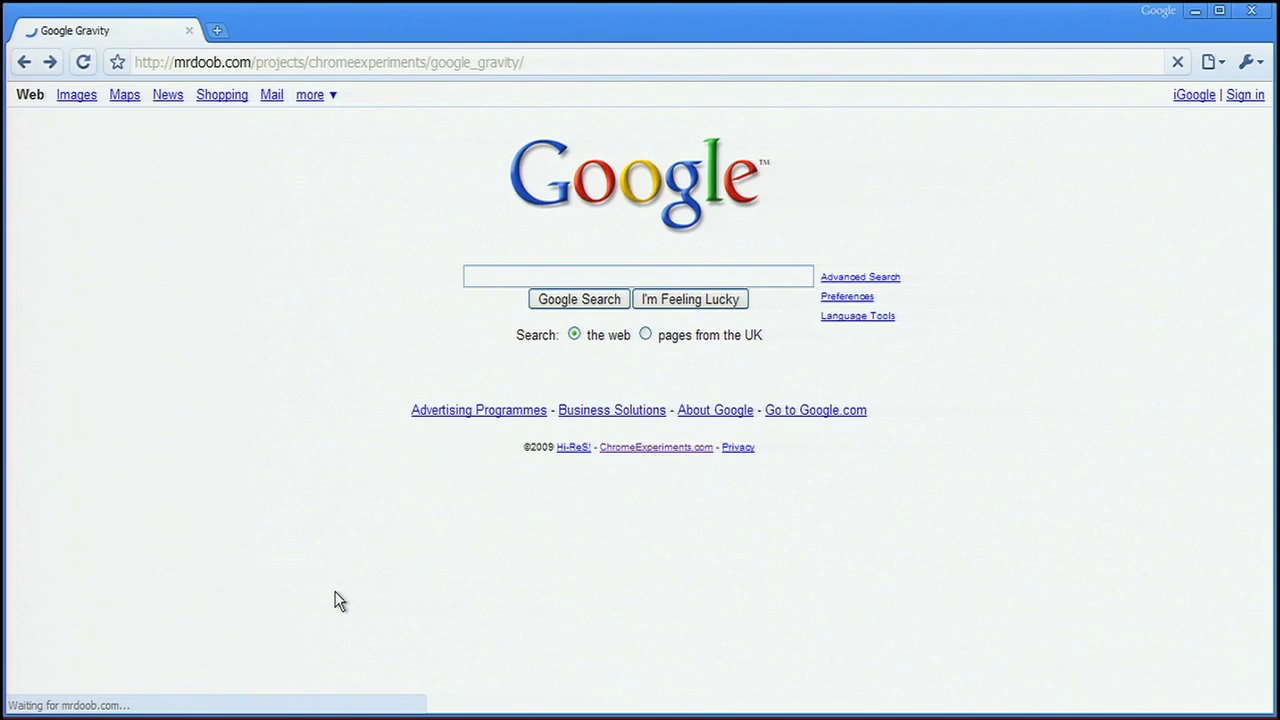 Google
Google Gravity
http://mrdoob.com/projects/chromeexperiments/google_gravity/
Web Images Maps News Shopping Mail more ▼ iGoogle | Sign in
Google™
Advanced Search
Google Search I'm Feeling Lucky Preferences
Language Tools
Search: the web pages from the UK
Advertising Programmes - Business Solutions - About Google - Go to Google.com
©2009 Hi-ReS! - ChromeExperiments.com - Privacy
Waiting for mrdoob.com...